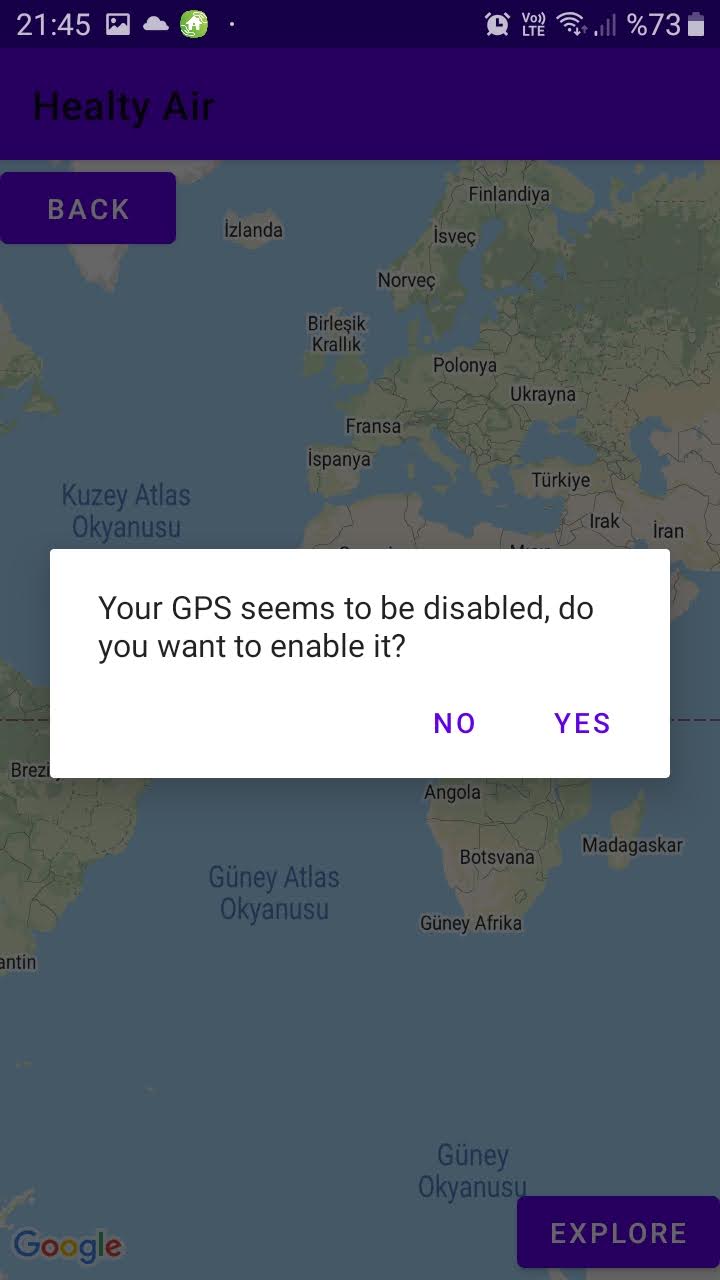 21:45
Vo))
LTE
%73
Healty Air
BACK
Finlandiya
İzlanda
İsveç
Norveç
Birleşik
Krallık
Polonya
Ukrayna
Fransa
İspanya
Türkiye
Kuzey Atlas
Okyanusu
Irak
İran
Your GPS seems to be disabled, do
you want to enable it?
NO
YES
Brezi
Angola
Madagaskar
Botsvana
Güney Atlas
Okyanusu
Güney Afrika
antin
Güney
Okyanusu
EXPLORE
Google